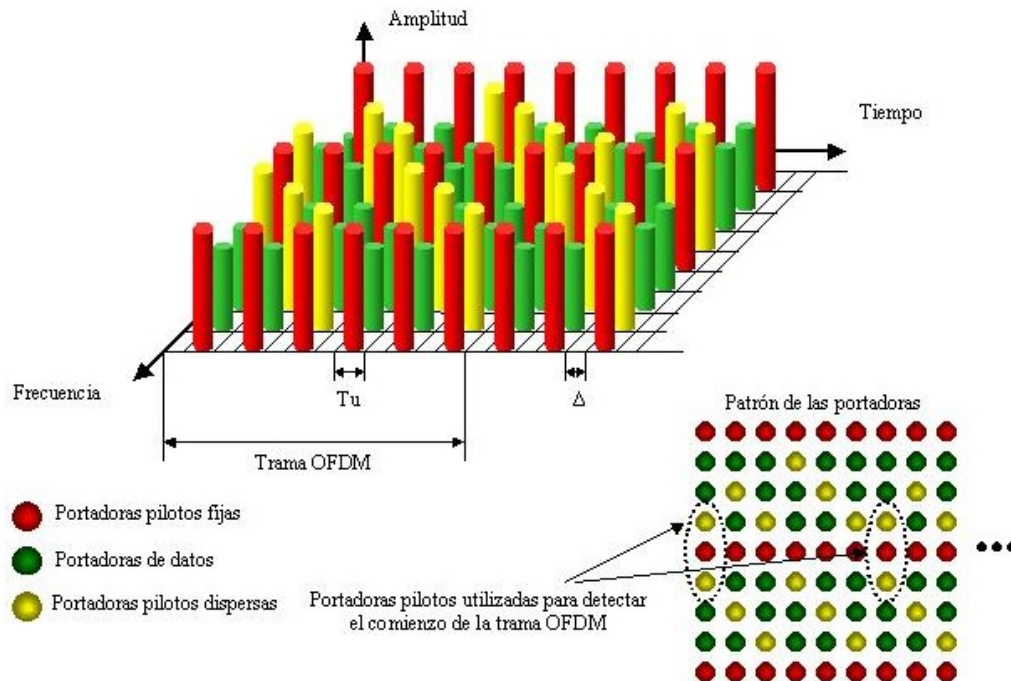 Amplitud
Tiempo
Frecuencia
Tu
Δ
Trama OFDM
Patrón de las portadoras
Portadoras pilotos fijas
Portadoras de datos
Portadoras pilotos dispersas
Portadoras pilotos utilizadas para detectar
el comienzo de la trama OFDM